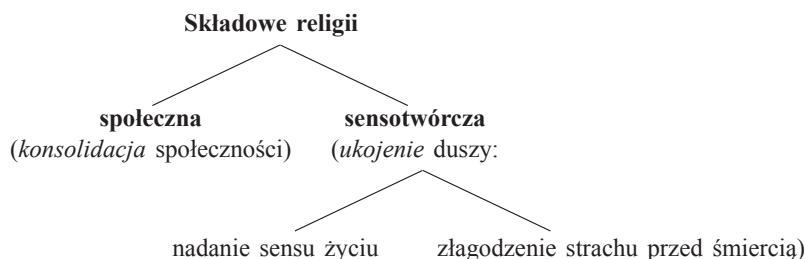 Składowe religii
społeczna sensotwórcza
(konsolidacja społeczności) (ukojenie duszy:
nadanie sensu życiu złagodzenie strachu przed śmiercią)